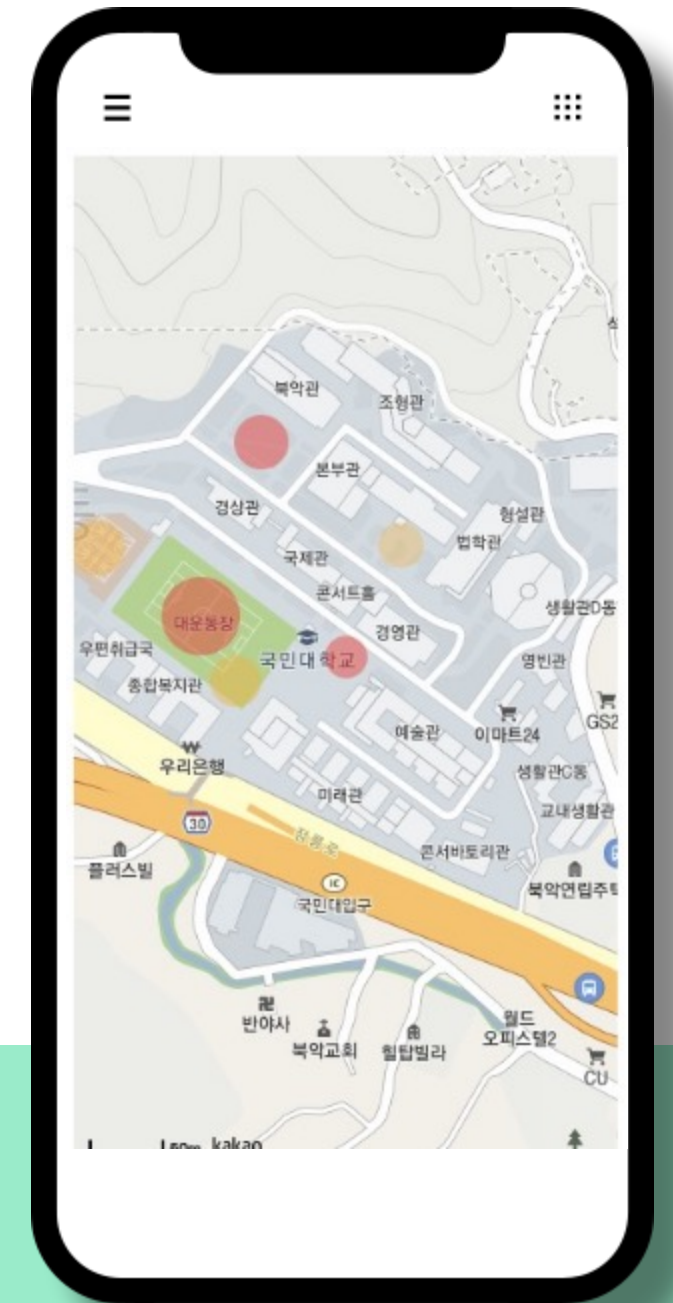 북악관
조형관
본부관
경상관
형설관
법학관
국제관
콘서트홀
생활관D동
대운동장
경영관
우편취급국
국민대학교
영빈관
종합복지관
GS2
예술관
이마트24
우리은행
생활관C동
미래관
교내생활관
30
정릉로
콘서바토리관
플러스빌
IC
국민대입구
북악연립주택
반야사
월드
오피스텔2
북악교회
힐탑빌라
CU
50m kakao